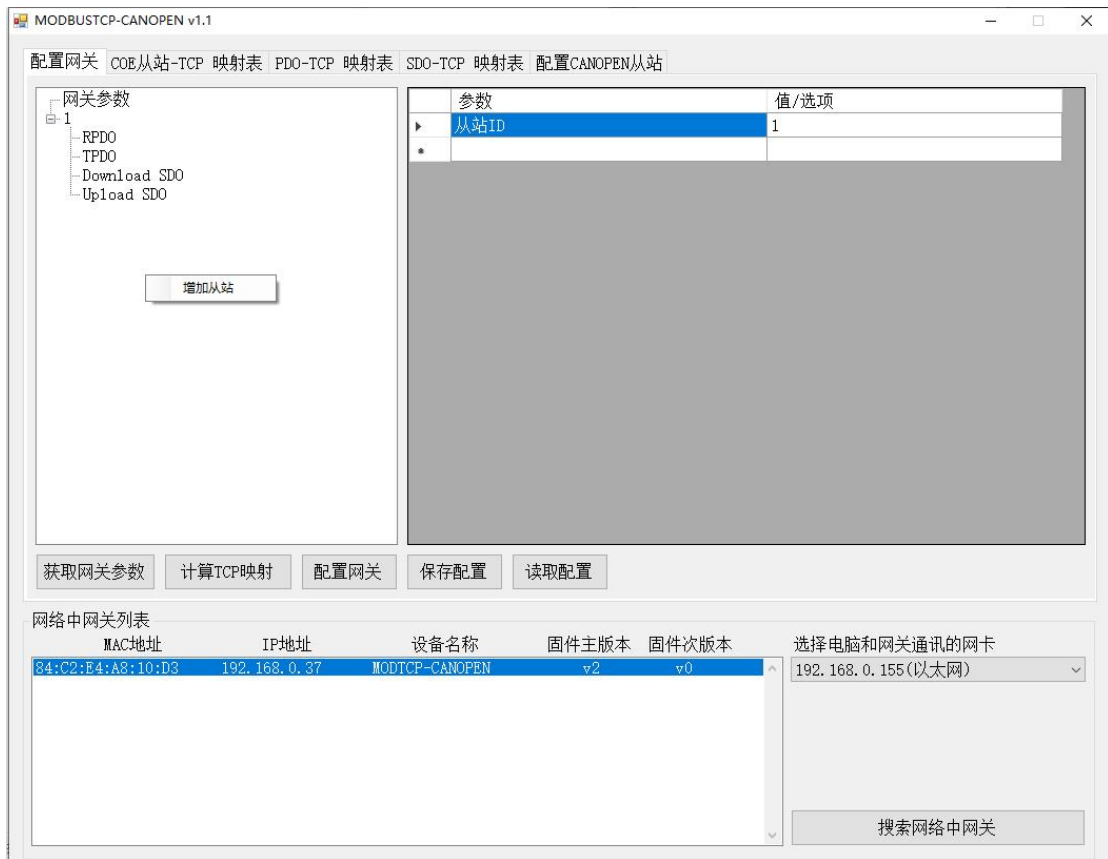 MODBUSTCP-CANOPEN v1.1
配置网关 COE从站-TCP 映射表 PDO-TCP 映射表 SDO-TCP 映射表 配置CANOPEN从站
网关参数
1
RPDO
TPDO
Download SDO
Upload SDO
增加从站
参数 值/选项
从站ID 1
获取网关参数 计算TCP映射 配置网关 保存配置 读取配置
网络中网关列表
MAC地址 IP地址 设备名称 固件主版本 固件次版本
84:C2:E4:A8:10:D3 192.168.0.37 MODTCP-CANOPEN v2 v0
选择电脑和网关通讯的网卡
192.168.0.155(以太网)
搜索网络中网关